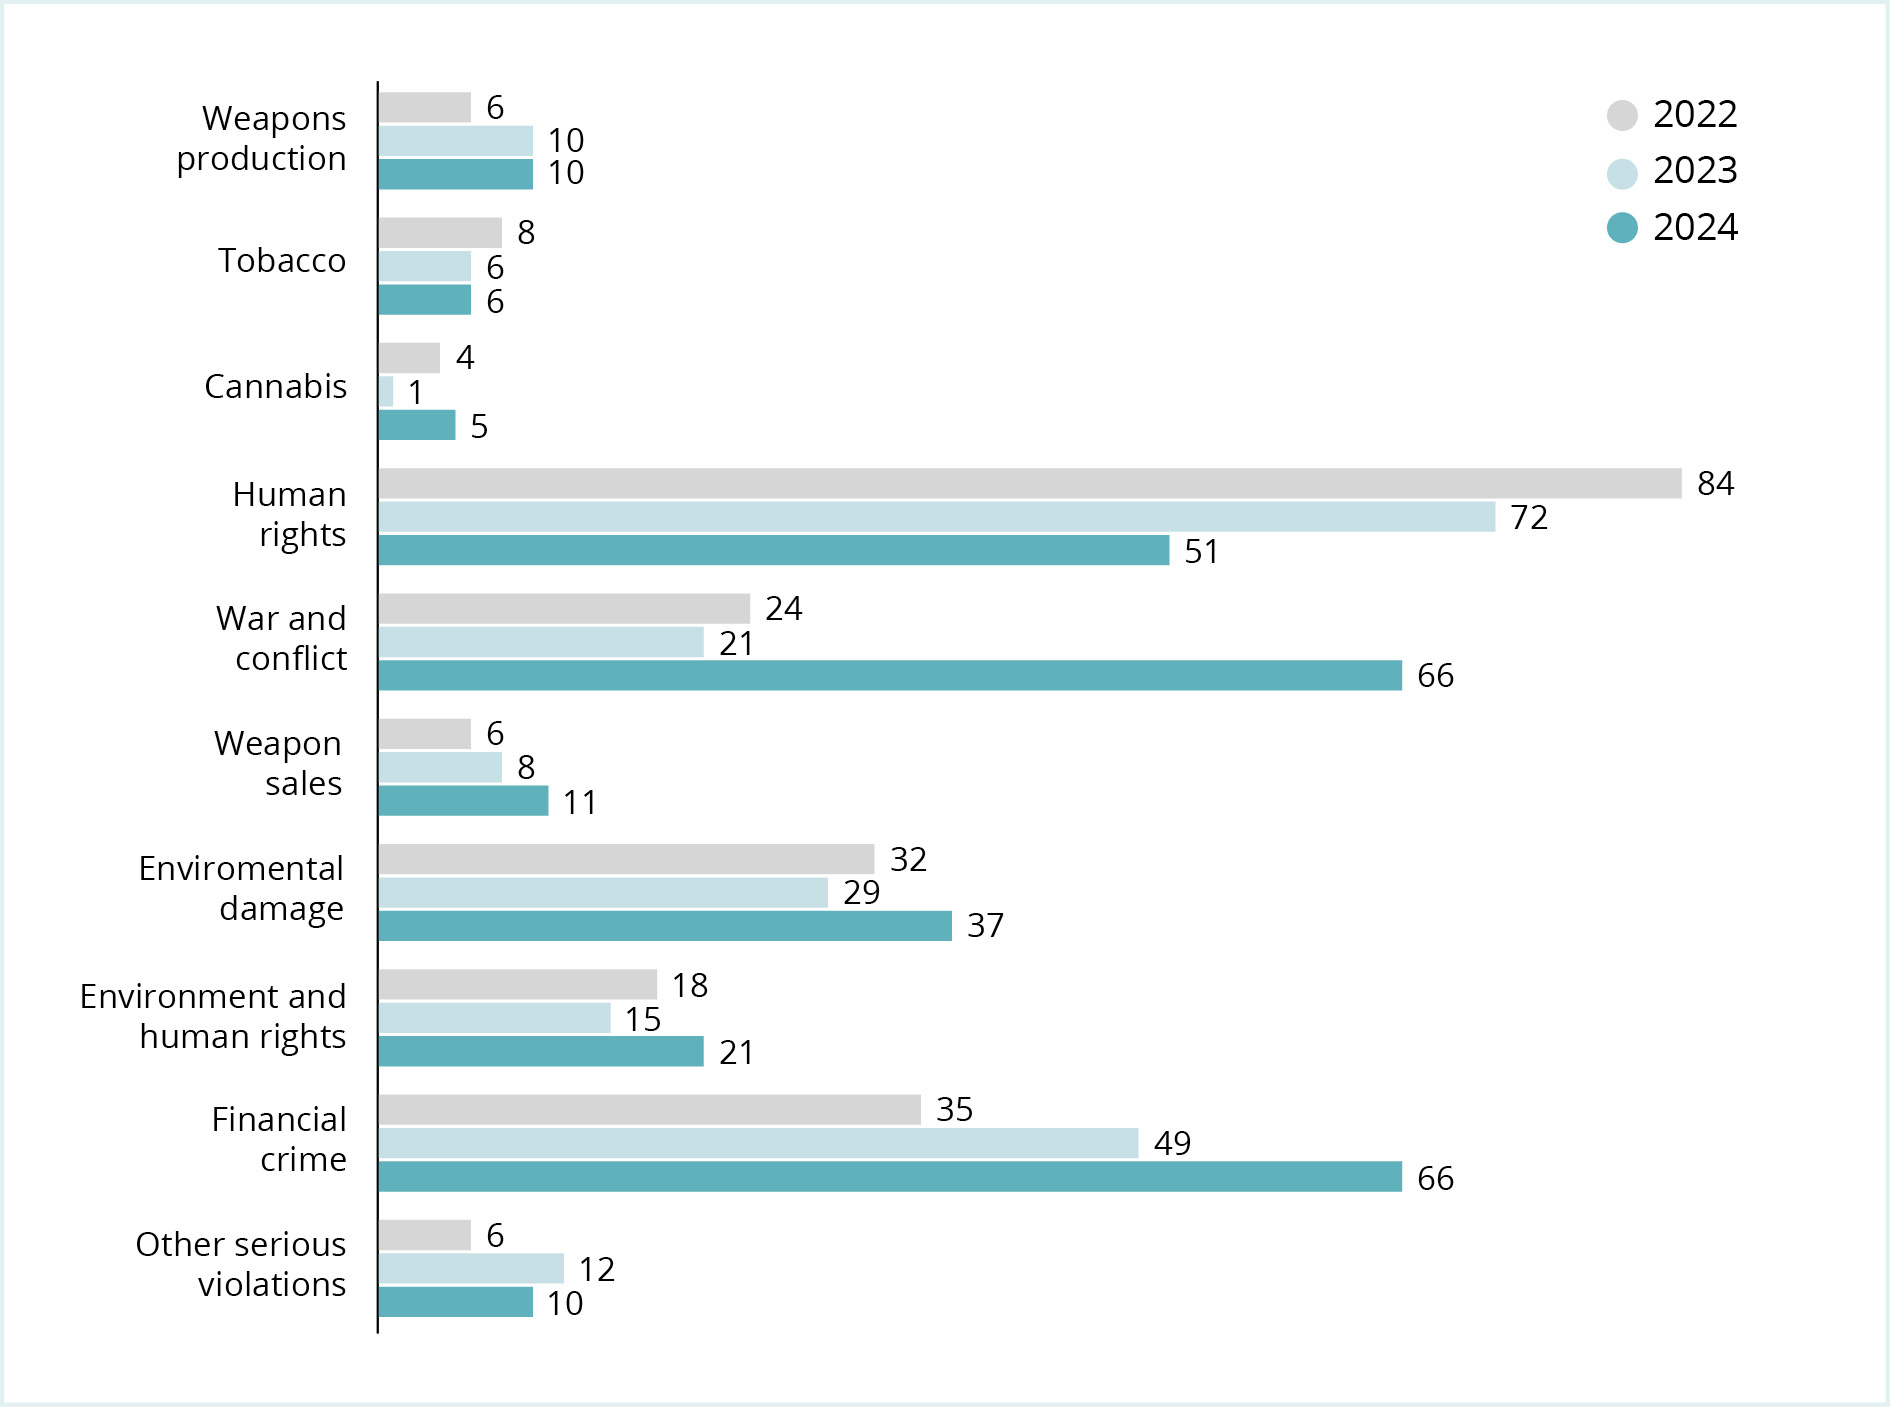 2022
2023
2024
Weapons
production
6
10
10
Tobacco
8
6
6
Cannabis
4
1
5
Human
rights
84
72
51
War and
conflict
24
21
66
Weapon
sales
6
8
11
Enviromental
damage
32
29
37
Environment and
human rights
18
15
21
Financial
crime
35
49
66
Other serious
violations
6
12
10